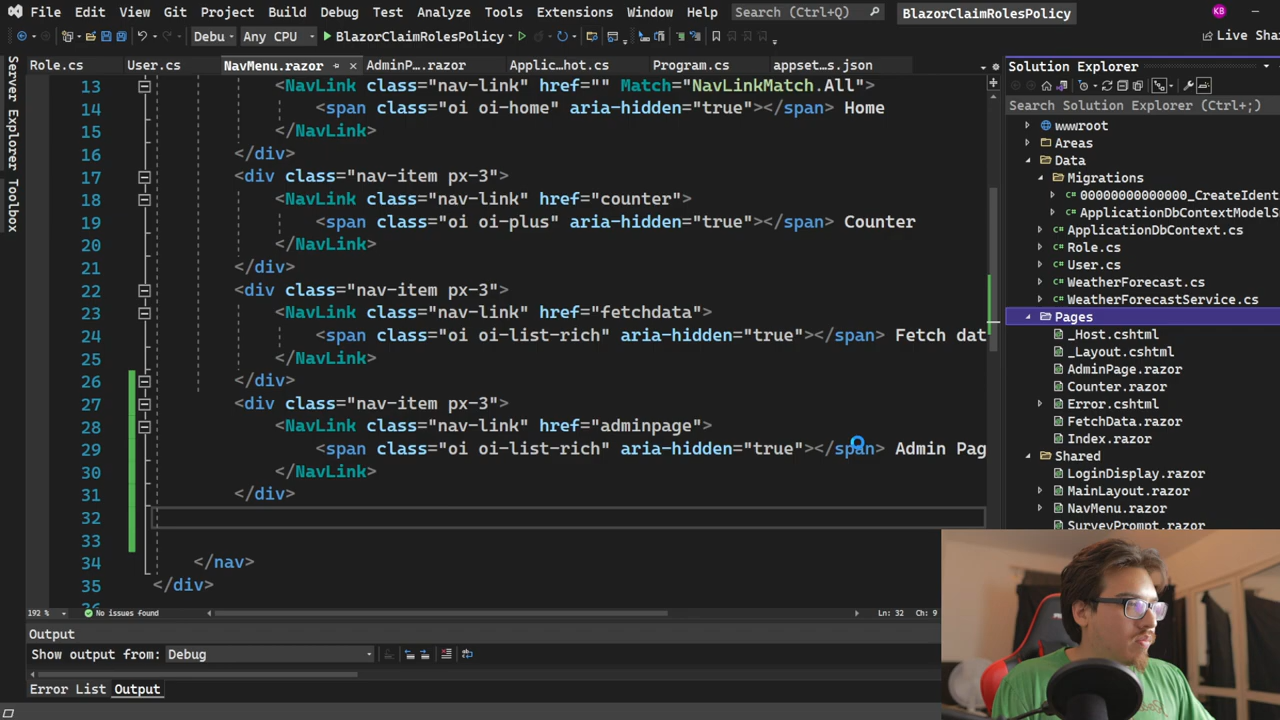 File Edit View Git Project Build Debug Test Analyze Tools Extensions Window Help Search (Ctrl+Q) BlazorClaimRolesPolicy KB
Debu Any CPU BlazorClaimRolesPolicy Live Shar
Role.cs User.cs NavMenu.razor AdminP...razor Applic...hot.cs Program.cs appset...s.json
Server Explorer Toolbox
13 <NavLink class="nav-link" href="" Match="NavLinkMatch.All">
14 <span class="oi oi-home" aria-hidden="true"></span> Home
15 </NavLink>
16 </div>
17 <div class="nav-item px-3">
18 <NavLink class="nav-link" href="counter">
19 <span class="oi oi-plus" aria-hidden="true"></span> Counter
20 </NavLink>
21 </div>
22 <div class="nav-item px-3">
23 <NavLink class="nav-link" href="fetchdata">
24 <span class="oi oi-list-rich" aria-hidden="true"></span> Fetch dat
25 </NavLink>
26 </div>
27 <div class="nav-item px-3">
28 <NavLink class="nav-link" href="adminpage">
29 <span class="oi oi-list-rich" aria-hidden="true"></span> Admin Pag
30 </NavLink>
31 </div>
32
33
34 </nav>
35 </div>
192 % No issues found Ln: 32 Ch: 9
Output
Show output from: Debug
Error List Output
Solution Explorer
Search Solution Explorer (Ctrl+;)
wwwroot
Areas
Data
Migrations
00000000000000_CreateIdent
ApplicationDbContextModelS
ApplicationDbContext.cs
Role.cs
User.cs
WeatherForecast.cs
WeatherForecastService.cs
Pages
_Host.cshtml
_Layout.cshtml
AdminPage.razor
Counter.razor
Error.cshtml
FetchData.razor
Index.razor
Shared
LoginDisplay.razor
MainLayout.razor
NavMenu.razor
SurveyPrompt.razor